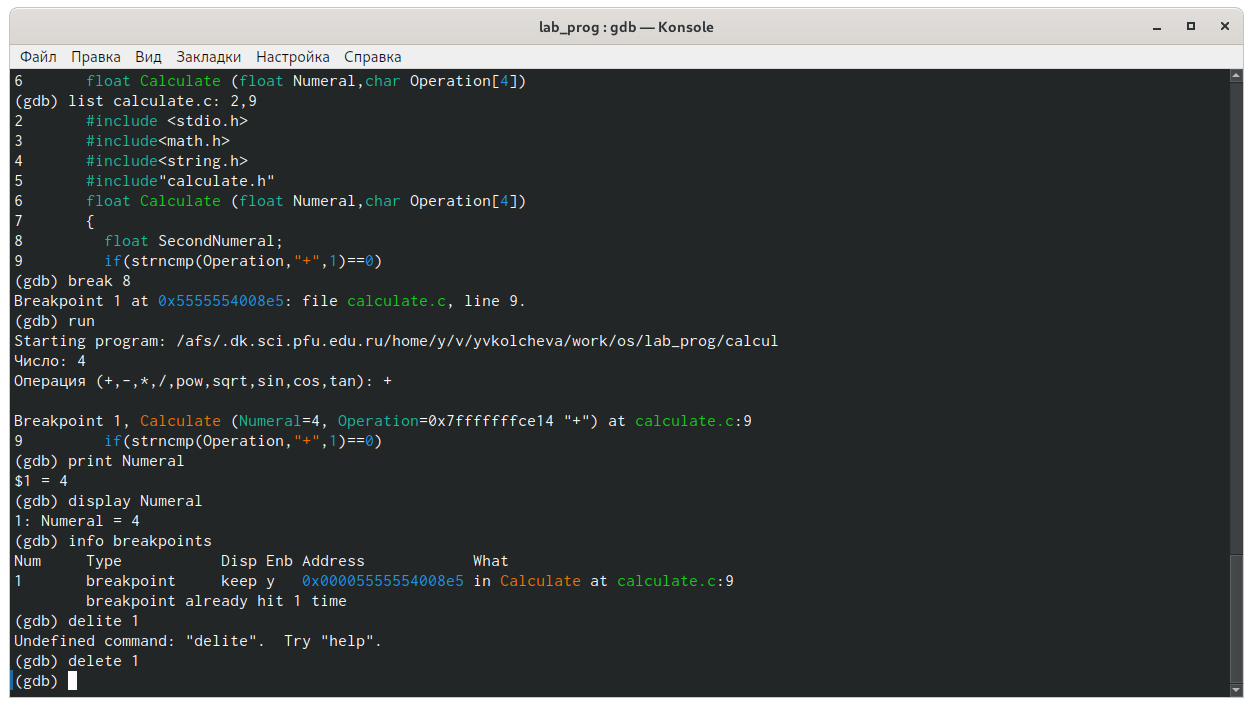 lab_prog : gdb — Konsole
Файл Правка Вид Закладки Настройка Справка
6       float Calculate (float Numeral,char Operation[4])
(gdb) list calculate.c: 2,9
2       #include <stdio.h>
3       #include<math.h>
4       #include<string.h>
5       #include"calculate.h"
6       float Calculate (float Numeral,char Operation[4])
7       {
8         float SecondNumeral;
9         if(strncmp(Operation,"+",1)==0)
(gdb) break 8
Breakpoint 1 at 0x5555554008e5: file calculate.c, line 9.
(gdb) run
Starting program: /afs/.dk.sci.pfu.edu.ru/home/y/v/yvkolcheva/work/os/lab_prog/calcul
Число: 4
Операция (+,-,*,/,pow,sqrt,sin,cos,tan): +
Breakpoint 1, Calculate (Numeral=4, Operation=0x7fffffffce14 "+") at calculate.c:9
9         if(strncmp(Operation,"+",1)==0)
(gdb) print Numeral
$1 = 4
(gdb) display Numeral
1: Numeral = 4
(gdb) info breakpoints
Num     Type           Disp Enb Address            What
1       breakpoint     keep y   0x00005555554008e5 in Calculate at calculate.c:9
        breakpoint already hit 1 time
(gdb) delite 1
Undefined command: "delite".  Try "help".
(gdb) delete 1
(gdb)